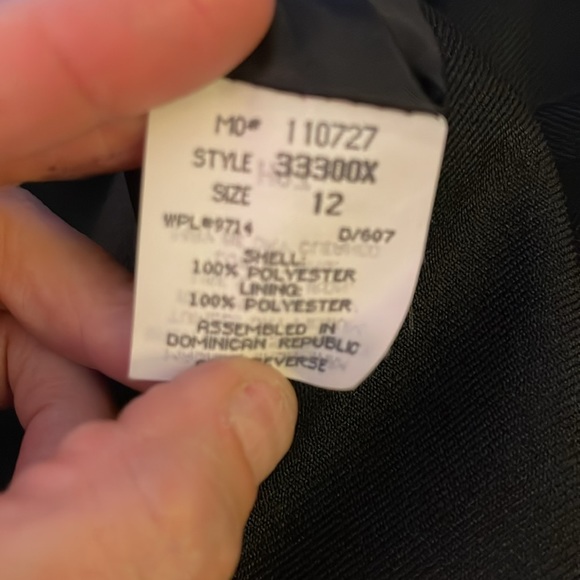 MO# 110727
STYLE 33300X
SIZE 12
WPL#9714 D/607
SHELL:
100% POLYESTER
LINING:
100% POLYESTER
ASSEMBLED IN
DOMINICAN REPUBLIC